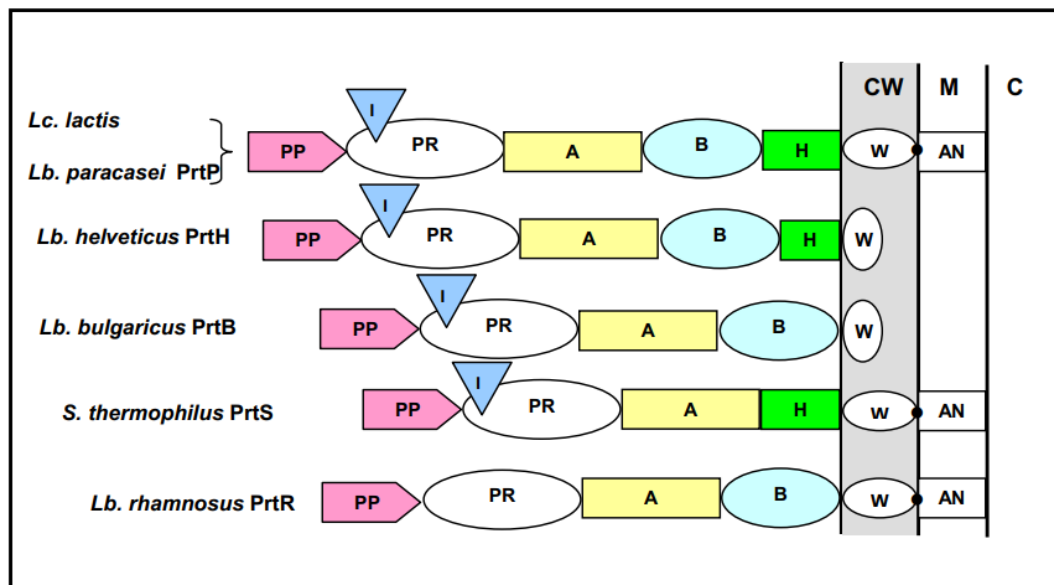 CW M C
I
Lc. lactis
PP PR A B H W AN
Lb. paracasei PrtP
I
Lb. helveticus PrtH PP PR A B H W
I
Lb. bulgaricus PrtB PP PR A B W
I
S. thermophilus PrtS PP PR A H W AN
Lb. rhamnosus PrtR PP PR A B W AN